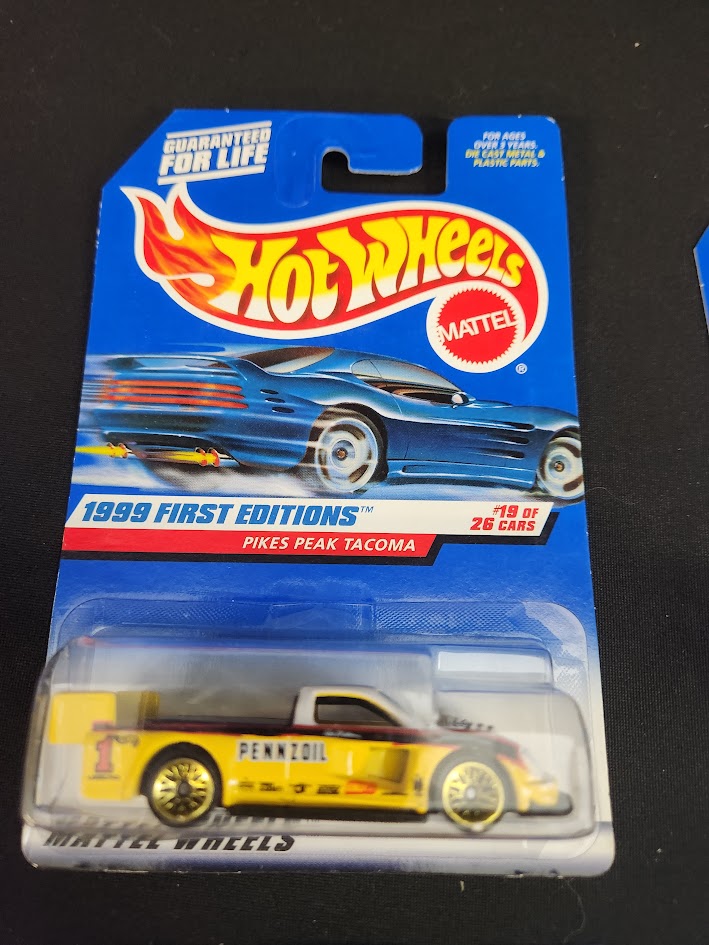 GUARANTEED
FOR LIFE
FOR AGES
OVER 3 YEARS.
DIE CAST METAL &
PLASTIC PARTS.
HOT WHEELS
MATTEL
®
1999 FIRST EDITIONS™
#19 OF
26 CARS
PIKES PEAK TACOMA
1
PENNZOIL
MATTEL WHEELS